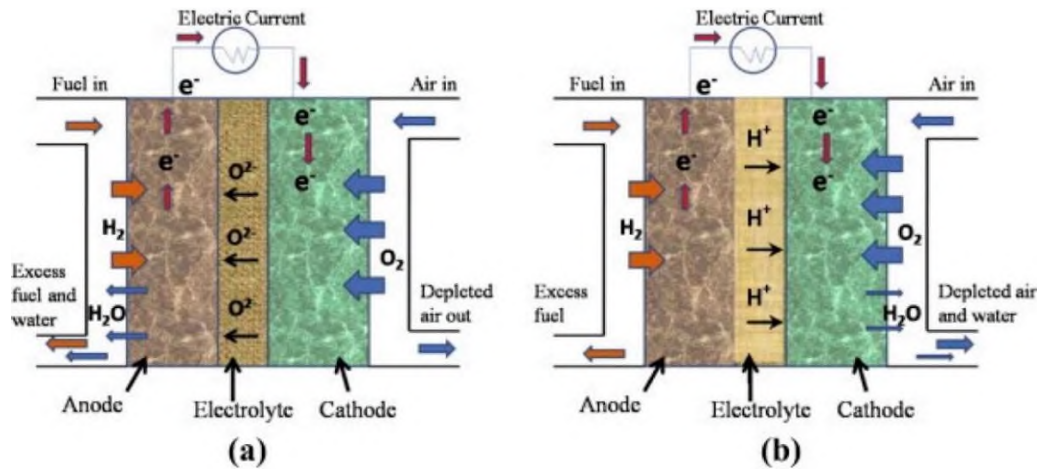 Electric Current
Fuel in
e-
Air in
e-
e-
e-
O2-
O2-
O2-
H2
O2
H2O
Excess
fuel and
water
Depleted
air out
Anode
Electrolyte
Cathode
(a)
Electric Current
Fuel in
e-
Air in
e-
e-
e-
H+
H+
H+
H2
O2
H2O
Excess
fuel
Depleted air
and water
Anode
Electrolyte
Cathode
(b)